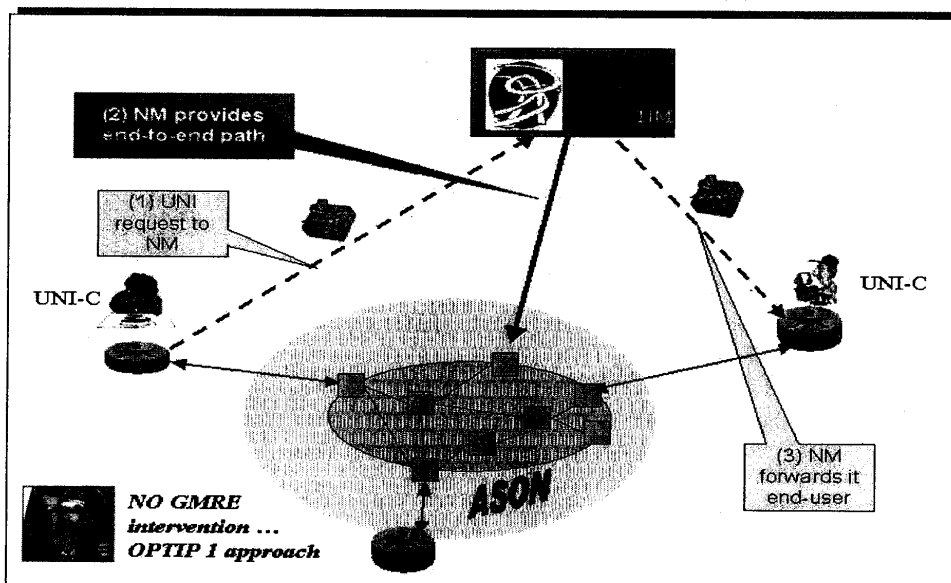 (2) NM provides
end-to-end path
NM
(1) UNI
request to
NM
UNI-C
UNI-C
(3) NM
forwards it
end-user
ASON
NO GMRE
intervention ...
OPTIP 1 approach